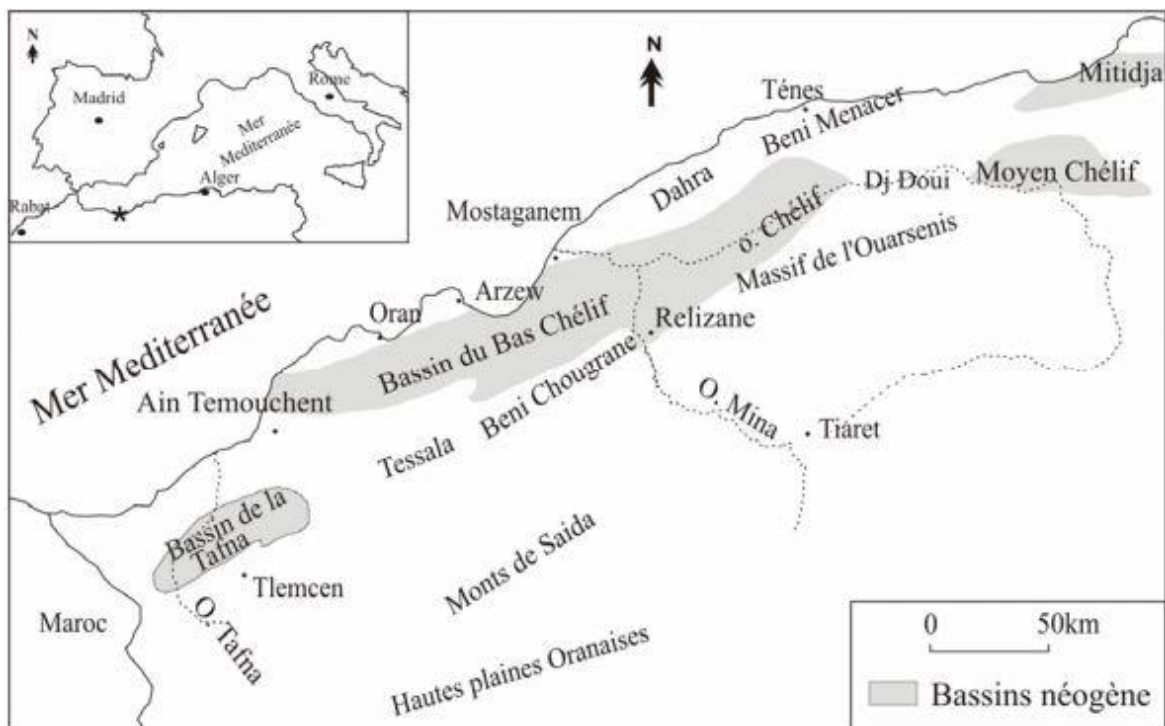 N
Madrid
Rome
Mer
Mediterranée
Alger
Rabat
*
N
Mitidja
Ténes
Beni Menacer
Dahra
Dj Doui
Moyen Chélif
Mostaganem
o. Chélif
Massif de l'Ouarsenis
Arzew
Oran
Relizane
Bassin du Bas Chélif
Mer Mediterranée
Ain Temouchent
Beni Chougrane
Tessala
O. Mina
Tiaret
Bassin de la
Tafna
Tlemcen
Monts de Saida
Maroc
O. Tafna
Hautes plaines Oranaises
0 50km
Bassins néogène